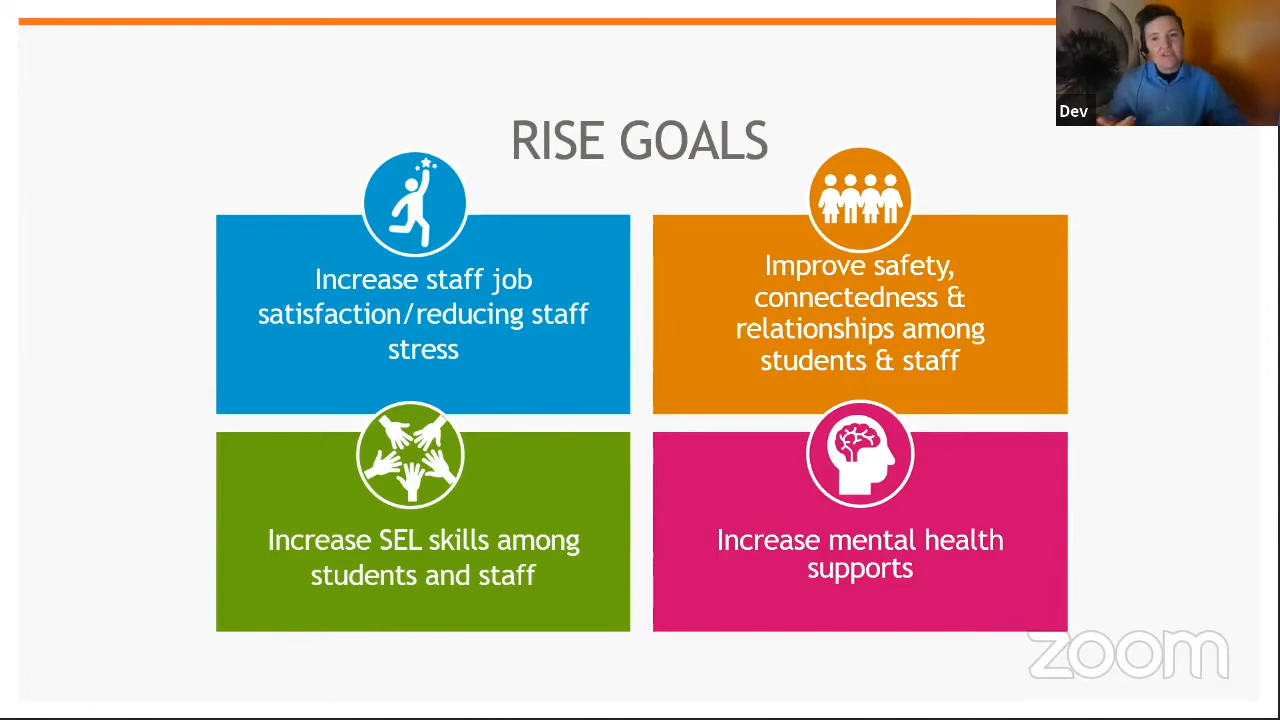 Dev
RISE GOALS
Increase staff job
satisfaction/reducing staff
stress
Improve safety,
connectedness &
relationships among
students & staff
Increase SEL skills among
students and staff
Increase mental health
supports
zoom